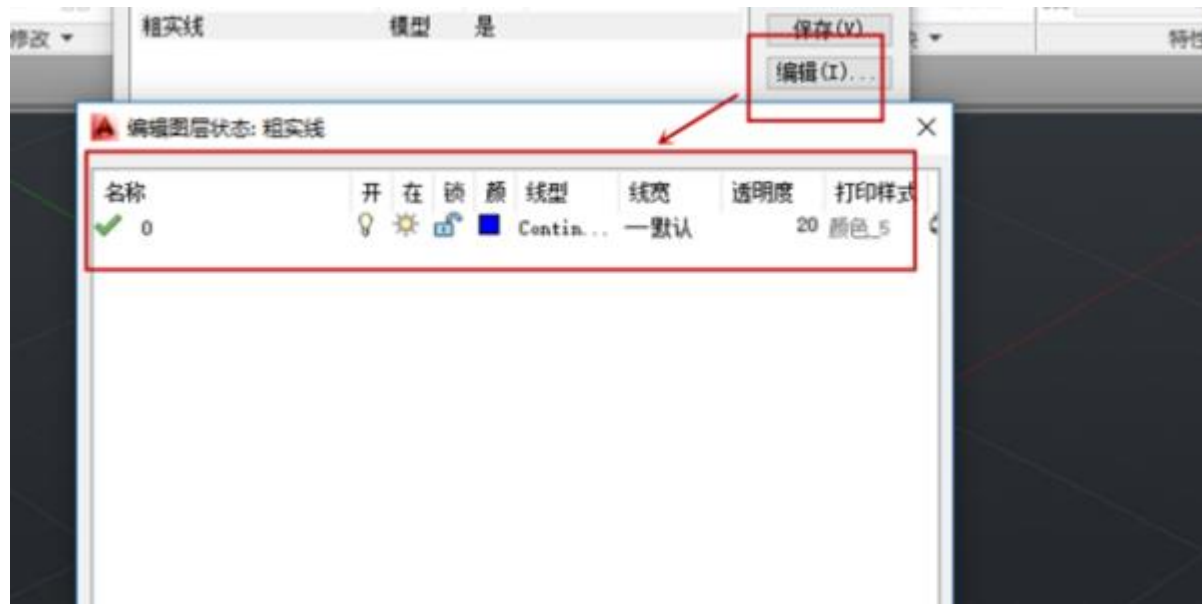 粗实线 模型 是 保存(V)
修改 特性
编辑(I)...
编辑图层状态: 粗实线
名称 开 在 锁 颜 线型 线宽 透明度 打印样式
0 Contin... —默认 20 颜色_5